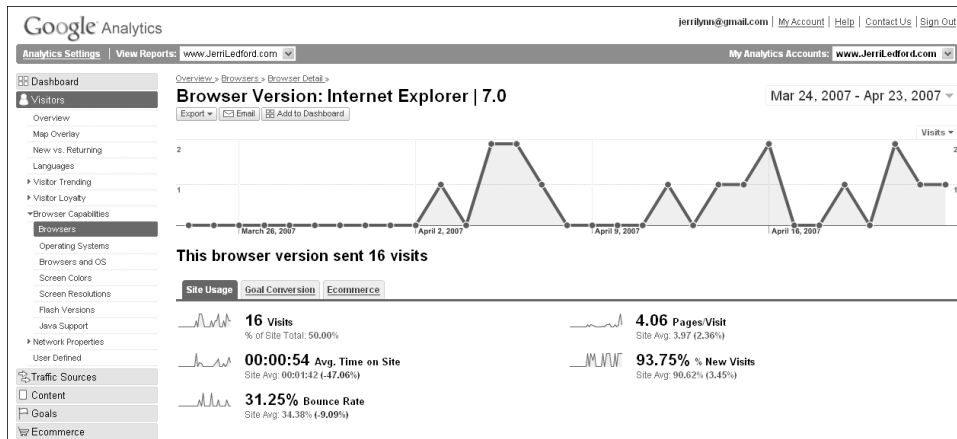 Google Analytics
jerrilynn@gmail.com | My Account | Help | Contact Us | Sign Out
Analytics Settings | View Reports: www.JerriLedford.com
My Analytics Accounts: www.JerriLedford.com
Dashboard
Visitors
Overview
Map Overlay
New vs. Returning
Languages
Visitor Trending
Visitor Loyalty
Browser Capabilities
Browsers
Operating Systems
Browsers and OS
Screen Colors
Screen Resolutions
Flash Versions
Java Support
Network Properties
User Defined
Traffic Sources
Content
Goals
Ecommerce
Overview » Browsers » Browser Detail »
Browser Version: Internet Explorer | 7.0
Mar 24, 2007 - Apr 23, 2007
Export
Email
Add to Dashboard
Visits
2
2
1
1
March 26, 2007
April 2, 2007
April 9, 2007
April 16, 2007
This browser version sent 16 visits
Site Usage
Goal Conversion
Ecommerce
16 Visits
% of Site Total: 50.00%
4.06 Pages/Visit
Site Avg: 3.97 (2.36%)
00:00:54 Avg. Time on Site
Site Avg: 00:01:42 (-47.06%)
93.75% % New Visits
Site Avg: 90.62% (3.45%)
31.25% Bounce Rate
Site Avg: 34.38% (-9.09%)